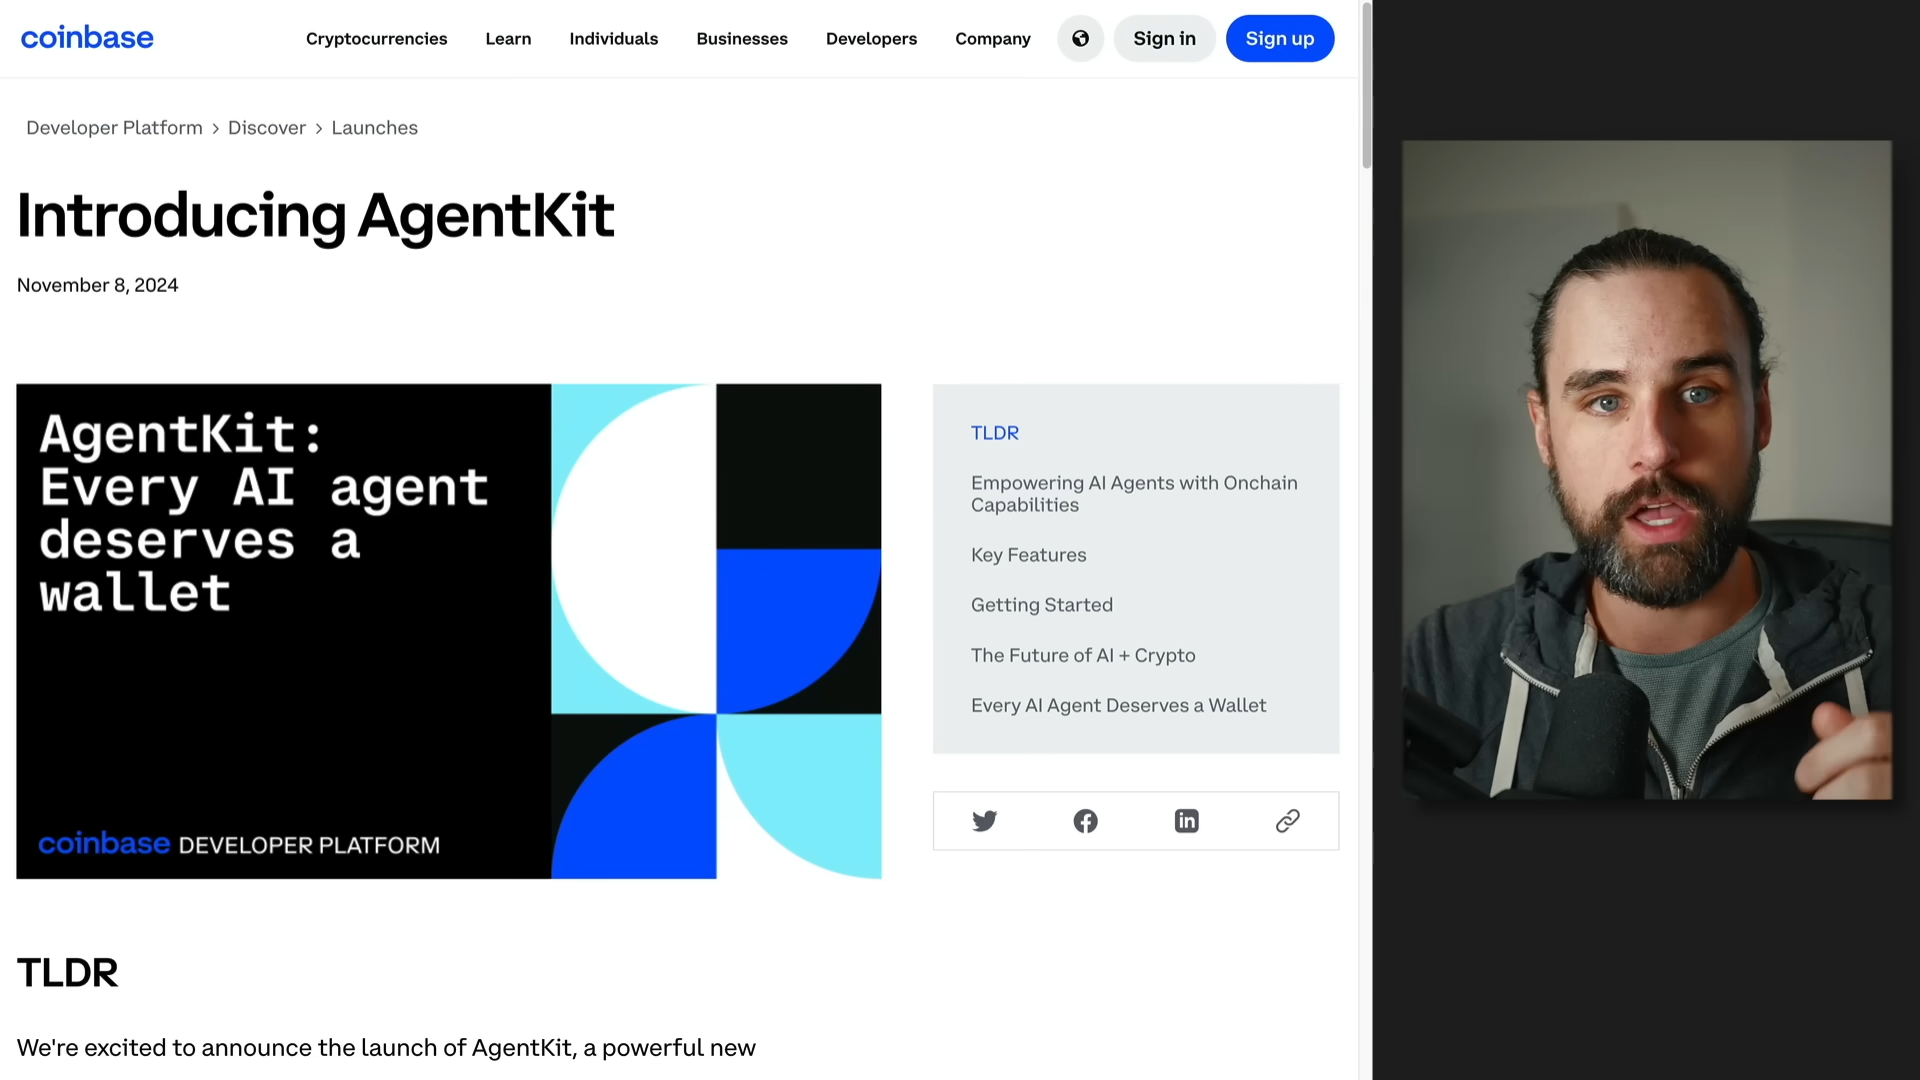 coinbase
Cryptocurrencies
Learn
Individuals
Businesses
Developers
Company
Sign in
Sign up
Developer Platform > Discover > Launches
Introducing AgentKit
November 8, 2024
AgentKit:
Every AI agent
deserves a
wallet
coinbase DEVELOPER PLATFORM
TLDR
Empowering AI Agents with Onchain
Capabilities
Key Features
Getting Started
The Future of AI + Crypto
Every AI Agent Deserves a Wallet
in
TLDR
We're excited to announce the launch of AgentKit, a powerful new